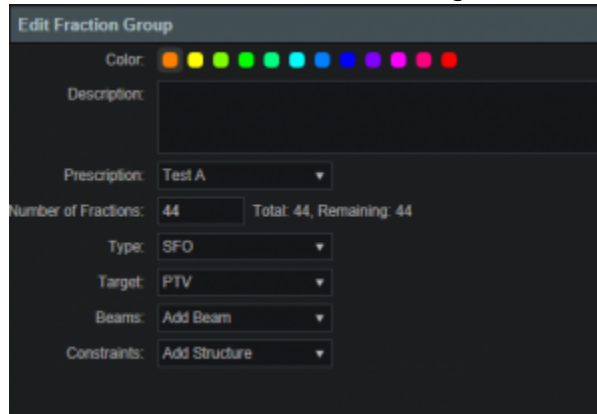 Edit Fraction Group
Color:
Description:
Prescription: Test A
Number of Fractions: 44 Total: 44, Remaining: 44
Type: SFO
Target: PTV
Beams: Add Beam
Constraints: Add Structure